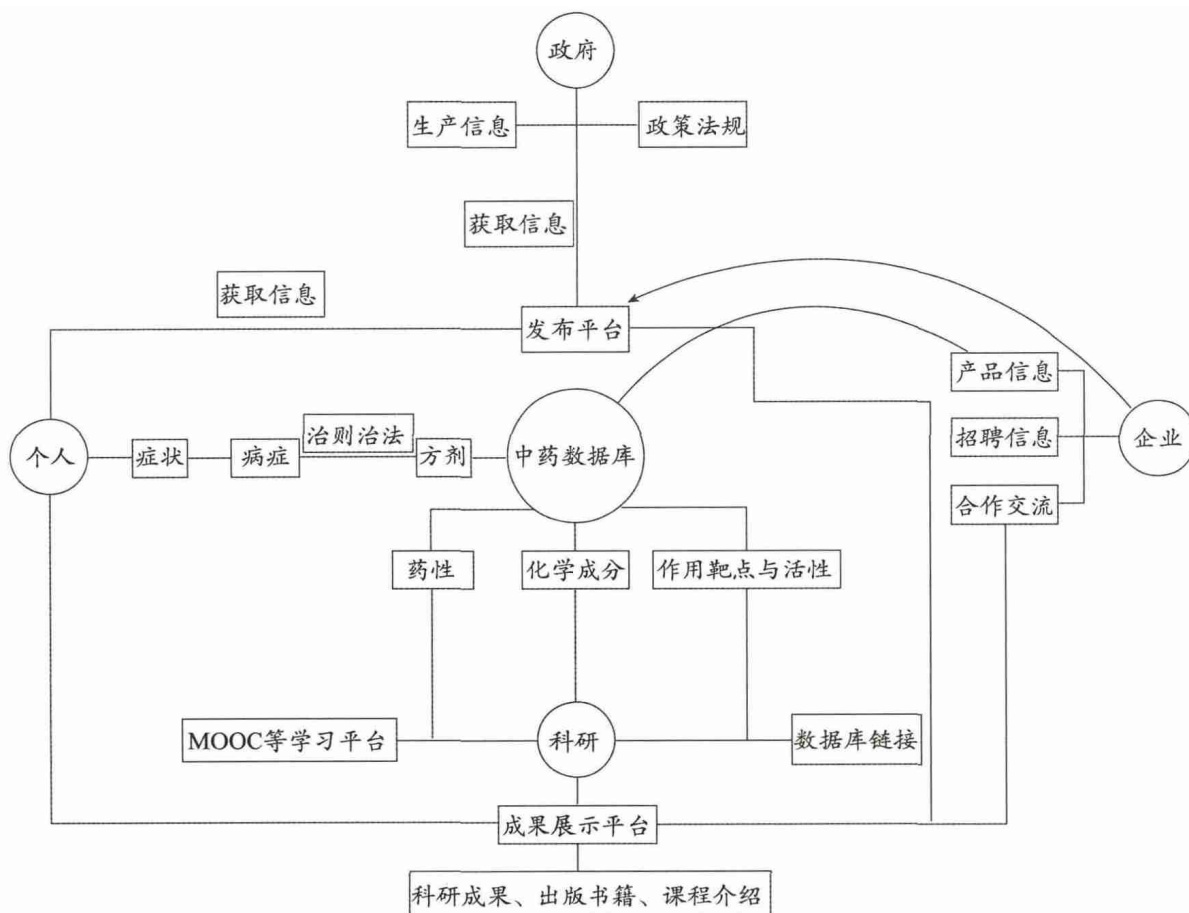 政府
生产信息
政策法规
获取信息
获取信息
发布平台
产品信息
个人
症状
病症
治则治法
方剂
中药数据库
招聘信息
企业
合作交流
药性
化学成分
作用靶点与活性
MOOC等学习平台
科研
数据库链接
成果展示平台
科研成果、出版书籍、课程介绍